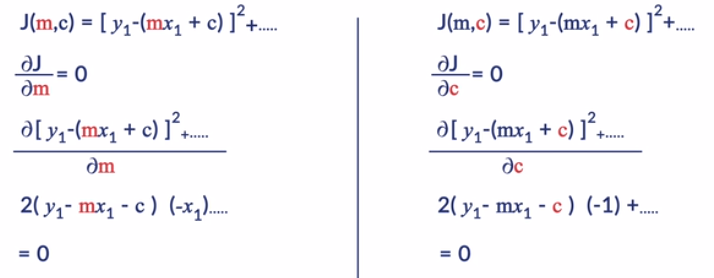 J(m,c) = [ y₁-(mx₁ + c) ]²+.....
∂J/∂m = 0
∂[ y₁-(mx₁ + c) ]²+.....
∂m
2( y₁- mx₁ - c ) (-x₁).....
= 0
J(m,c) = [ y₁-(mx₁ + c) ]²+.....
∂J/∂c = 0
∂[ y₁-(mx₁ + c) ]²+.....
∂c
2( y₁- mx₁ - c ) (-1) +.....
= 0